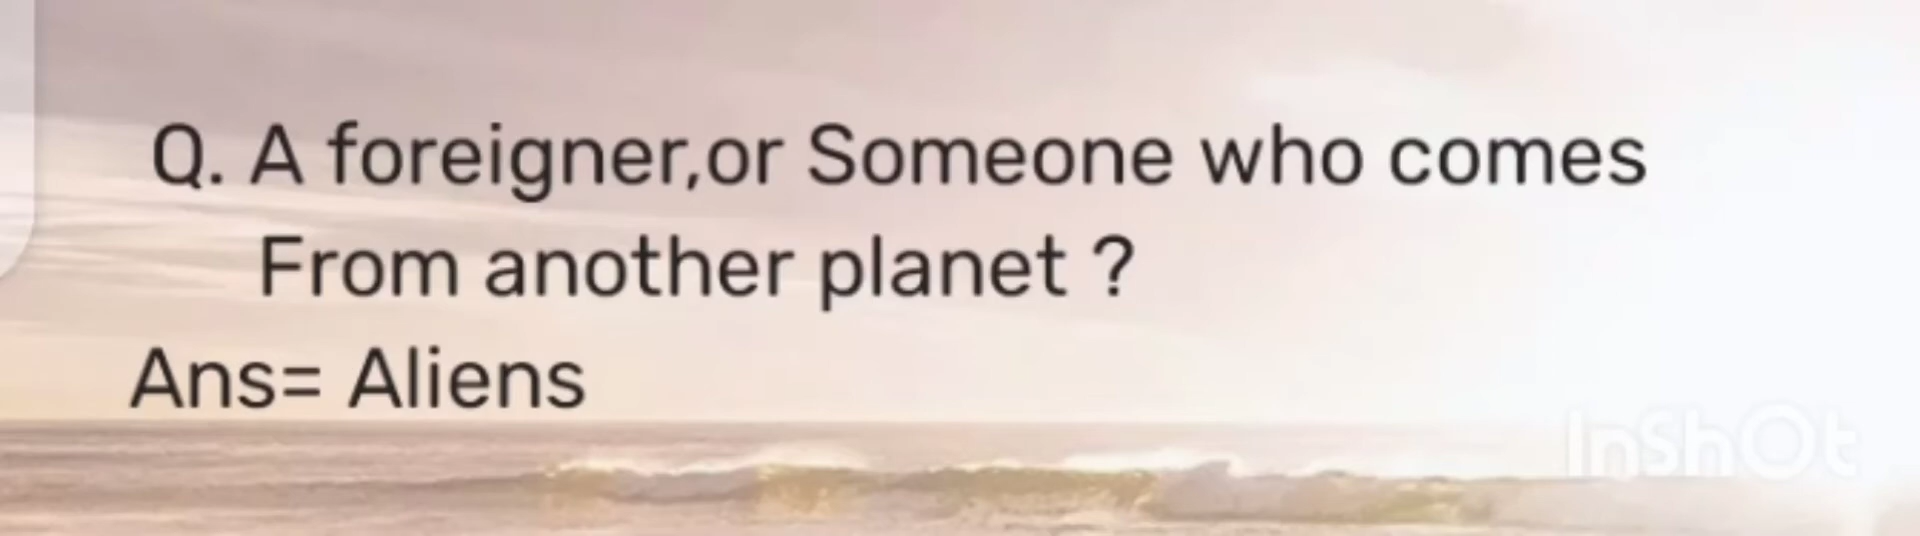 Q. A foreigner,or Someone who comes
From another planet ?
Ans= Aliens
InShOt